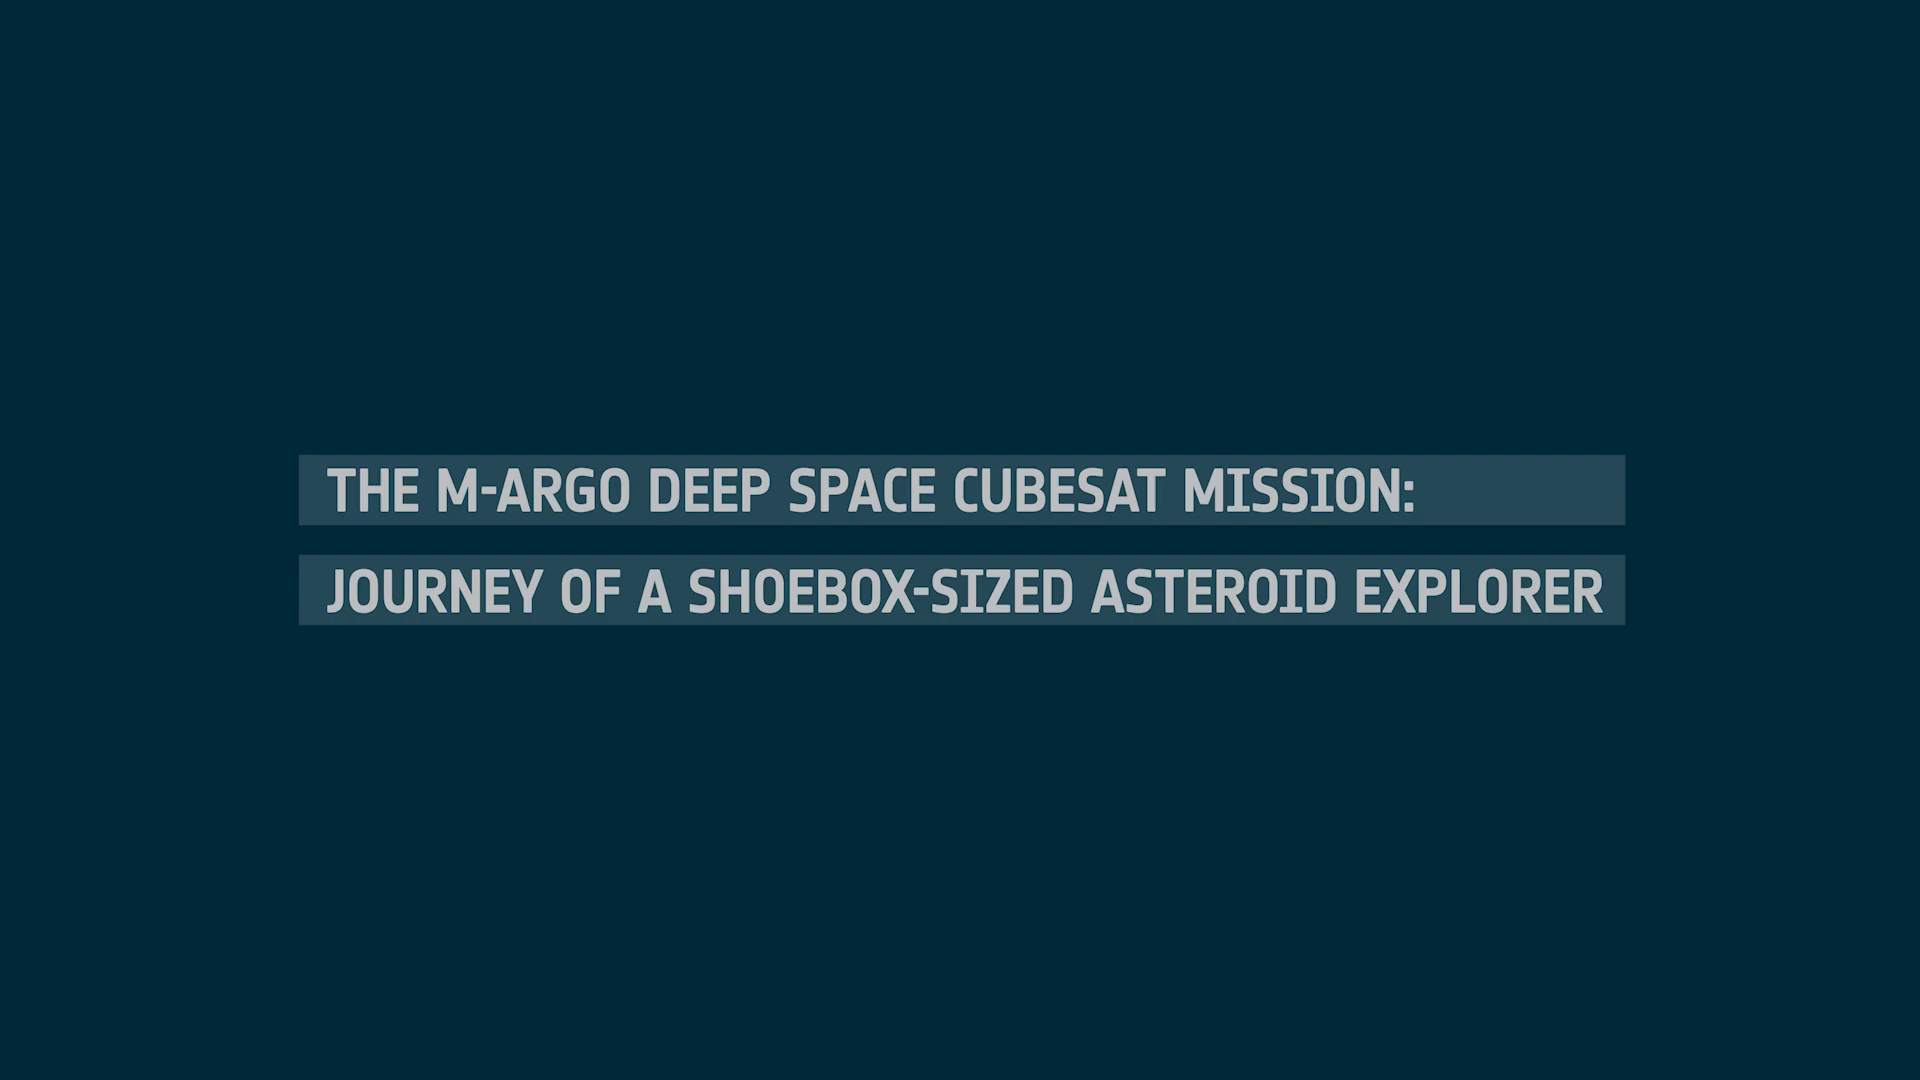 THE M-ARGO DEEP SPACE CUBESAT MISSION:
JOURNEY OF A SHOEBOX-SIZED ASTEROID EXPLORER